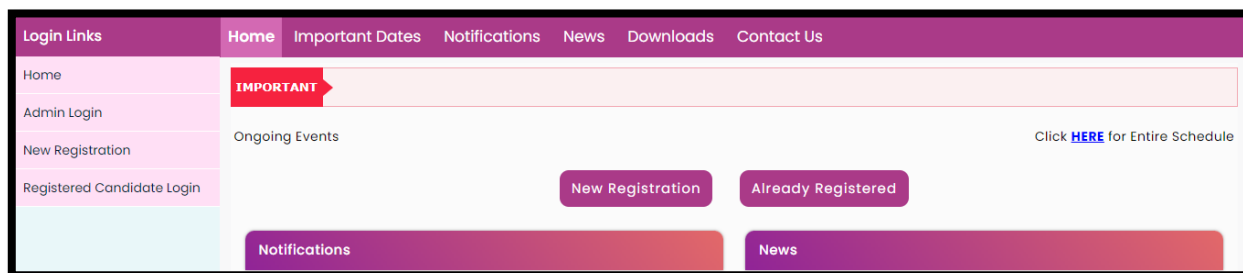 Login Links
Home Important Dates Notifications News Downloads Contact Us
Home
Admin Login
New Registration
Registered Candidate Login
IMPORTANT
Ongoing Events
Click HERE for Entire Schedule
New Registration
Already Registered
Notifications
News